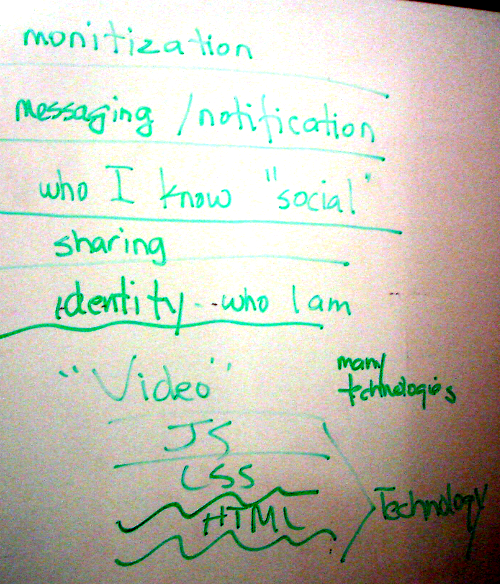 monitization
messaging /notification
who I know "social"
sharing
identity...who I am
"Video"
many
technologies
JS
CSS
HTML
Technology